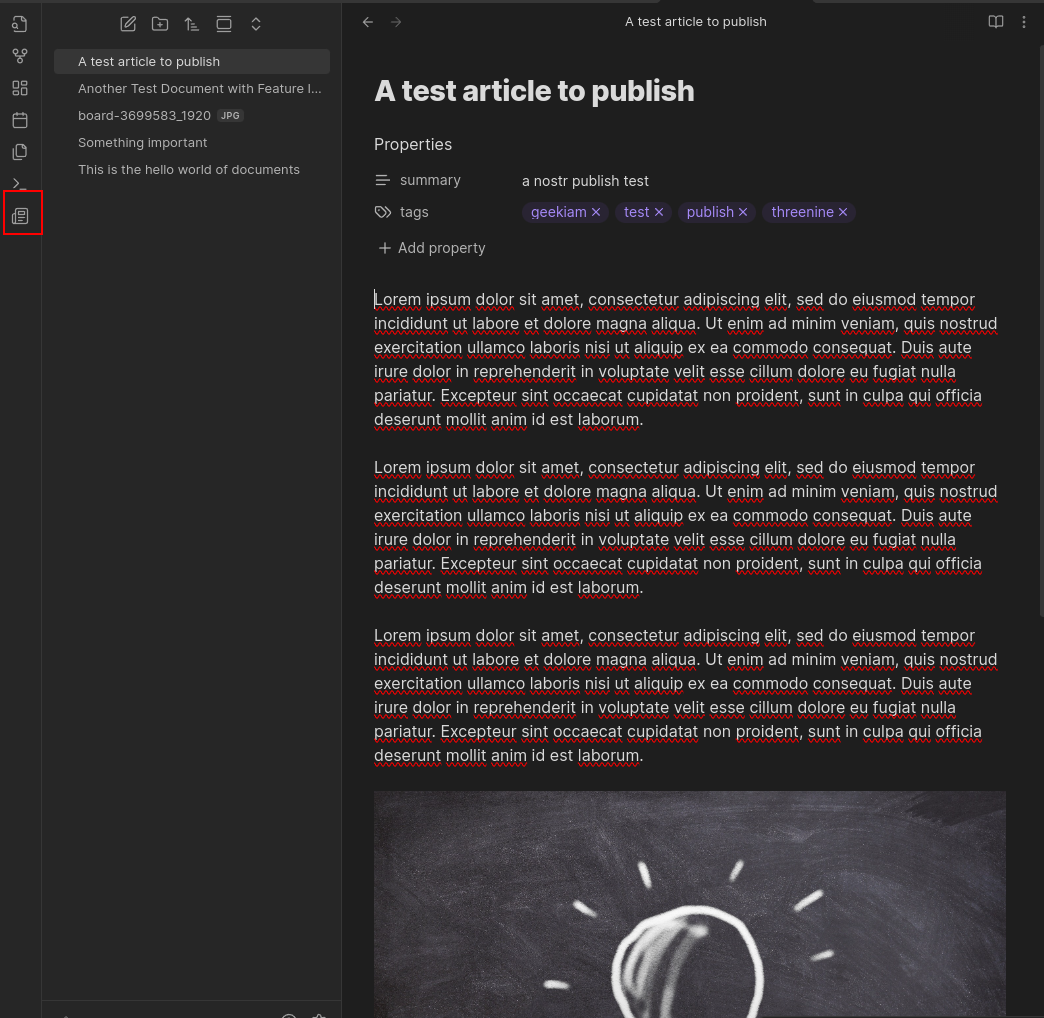 A test article to publish
A test article to publish
Another Test Document with Feature I...
board-3699583_1920 JPG
Something important
This is the hello world of documents
A test article to publish
Properties
summary a nostr publish test
tags geekiam × test × publish × threenine ×
+ Add property
Lorem ipsum dolor sit amet, consectetur adipiscing elit, sed do eiusmod tempor
incididunt ut labore et dolore magna aliqua. Ut enim ad minim veniam, quis nostrud
exercitation ullamco laboris nisi ut aliquip ex ea commodo consequat. Duis aute
irure dolor in reprehenderit in voluptate velit esse cillum dolore eu fugiat nulla
pariatur. Excepteur sint occaecat cupidatat non proident, sunt in culpa qui officia
deserunt mollit anim id est laborum.
Lorem ipsum dolor sit amet, consectetur adipiscing elit, sed do eiusmod tempor
incididunt ut labore et dolore magna aliqua. Ut enim ad minim veniam, quis nostrud
exercitation ullamco laboris nisi ut aliquip ex ea commodo consequat. Duis aute
irure dolor in reprehenderit in voluptate velit esse cillum dolore eu fugiat nulla
pariatur. Excepteur sint occaecat cupidatat non proident, sunt in culpa qui officia
deserunt mollit anim id est laborum.
Lorem ipsum dolor sit amet, consectetur adipiscing elit, sed do eiusmod tempor
incididunt ut labore et dolore magna aliqua. Ut enim ad minim veniam, quis nostrud
exercitation ullamco laboris nisi ut aliquip ex ea commodo consequat. Duis aute
irure dolor in reprehenderit in voluptate velit esse cillum dolore eu fugiat nulla
pariatur. Excepteur sint occaecat cupidatat non proident, sunt in culpa qui officia
deserunt mollit anim id est laborum.